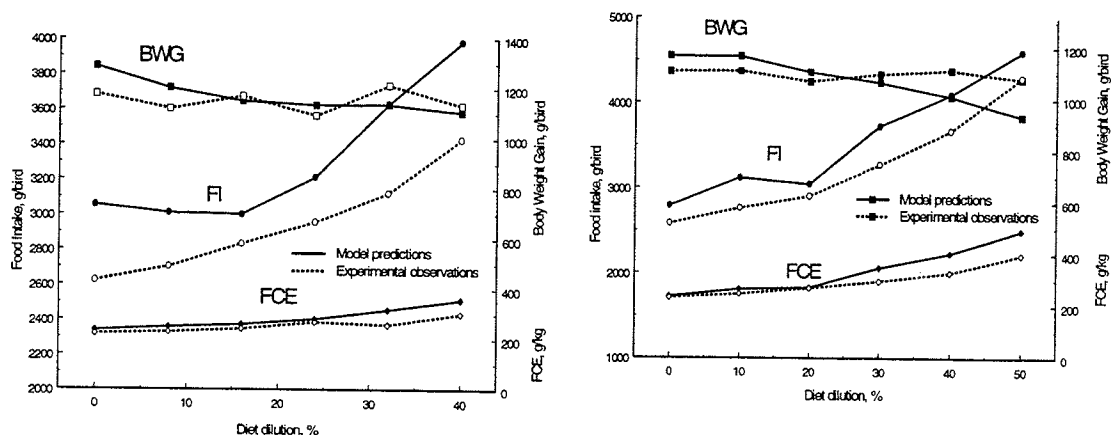 4000
3800
3600
3400
3200
3000
2800
2600
2400
2200
2000
Food Intake, g/bird
BWG
FI
FCE
Model predictions
Experimental observations
1400
1200
1000
800
600
400
200
0
Body Weight Gain, g/bird
FCE, g/kg
0 10 20 30 40
Diet dilution, %
5000
4000
3000
2000
1000
Food intake, g/bird
BWG
FI
Model predictions
Experimental observations
FCE
1200
1000
800
600
400
200
0
Body Weight Gain, g/bird
FCE, g/kg
0 10 20 30 40 50
Diet dilution, %